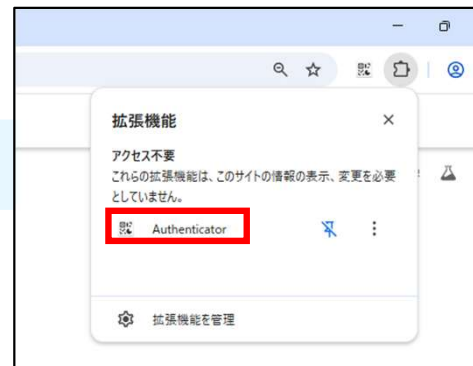 拡張機能
アクセス不要
これらの拡張機能は、このサイトの情報の表示、変更を必要
としていません。
Authenticator
拡張機能を管理